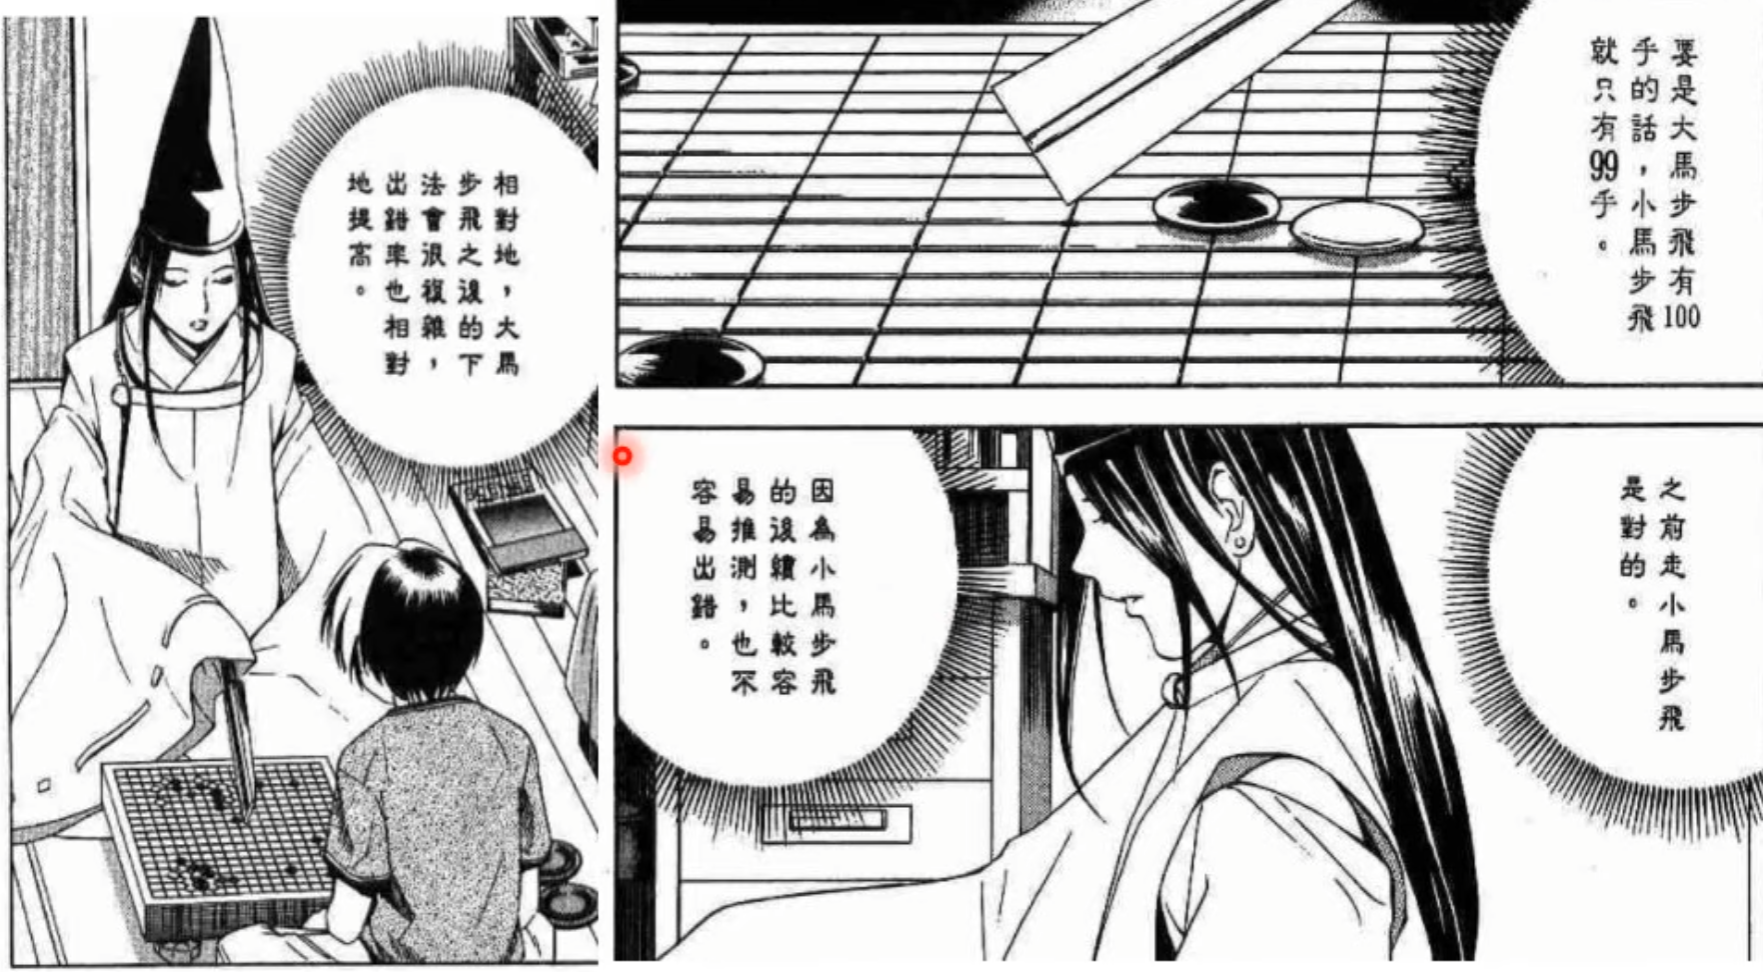 要是大馬步飛有100
手的話，小馬步飛
就只有99手。
之前走小馬步飛
是對的。
因為小馬步飛
的後續比較容
易推測，也不
容易出錯。
相對地，大馬
步飛之後的下
法會很複雜，
出錯率也相對
地提高。